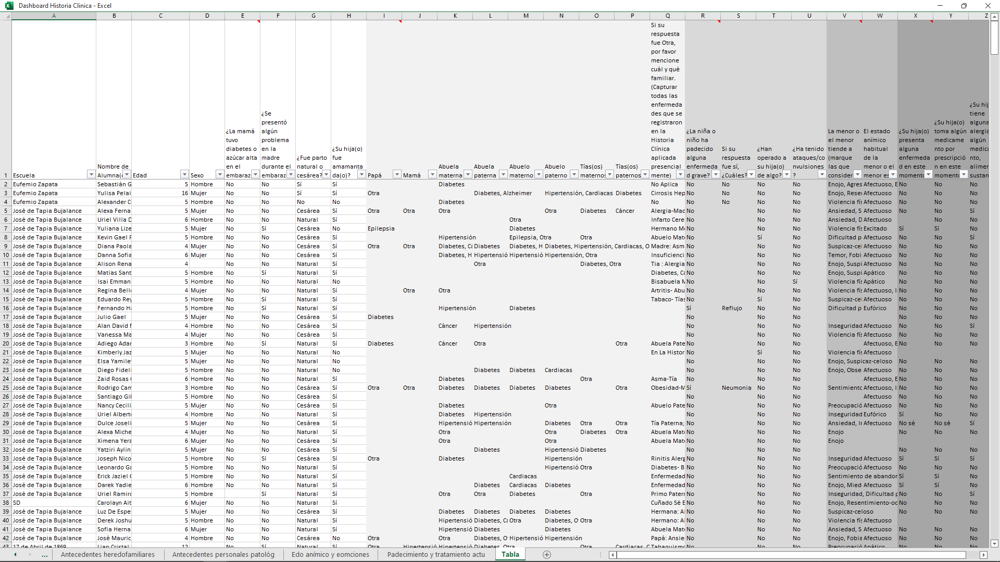 Dashboard Historia Clinica - Excel
A B C D E F G H I J K L M N O P Q R S T U V W X Y Z
1 Escuela
Nombre de
Alumna(
Edad
Sexo
¿La mamá
tuvo
diabetes o
azúcar alta
en el
embaraz
¿Se
presentó
algún
problema
en la
madre
durante el
embaraz
¿Fue parto
natural o
cesárea?
¿Su hija(o)
fue
amamanta
da(o)?
Papá
Mamá
Abuela
materna
Abuela
paterna
Abuelo
materno
Abuelo
paterno
Tías(os)
maternos
Tías(os)
paternos
Si su
respuesta
fue Otra,
por favor
mencione
cuál y qué
familiar.
(Capturar
todas las
enfermeda
des que se
registraron
en la
Historia
Clínica
aplicada
presencial
mente)
¿La niña o
niño ha
padecido
alguna
enfermeda
d grave?
Si su
respuesta
fue sí,
¿Cuáles?
¿Han
operado a
su hija(o)
de algo?
¿Ha tenido
ataques/co
nvulsiones
?
La menor o
el menor
tiende a
(marque
las que
consider
El estado
anímico
habitual
de la
menor o el
menor es
¿Su hija(o)
presenta
alguna
enfermeda
d en este
momento
¿Su hija(o)
toma algún
medicame
nto por
prescripció
n en este
momento
¿Su hij
tiene
alguna
alergia
algún
medica
nto,
alimer
sustan
2 Eufemio Zapata Sebastián G 5 Hombre No No Sí Sí Diabetes No Aplica No No No No Enojo, Agres Afectuoso, E No No No
3 Eufemio Zapata Yulisa Pelai 16 Mujer No No Sí Sí Otra Diabetes, Alzheimer Hipertensión, Cardiacas Diabetes Cirrosis Hep No No No No Enojo, Rese Afectuoso No No No
4 Eufemio Zapata Alexander C 5 Hombre No No No No Diabetes No No No No No Violencia fí Afectuoso No No No
5 José de Tapia Bujalance Alexa Ferna 5 Mujer No No Cesárea Sí Otra Otra Otra Otra Diabetes Cáncer Alergia-Mad No No No Ansiedad, S Afectuoso No No Sí
6 José de Tapia Bujalance Uriel Villa D 6 Hombre No No Natural Sí Otra Infarto Cere No No No Ansiedad, D Afectuoso No No
7 José de Tapia Bujalance Yuliana Lize 5 Mujer No Sí Cesárea No Epilepsia Diabetes Hermano M No No No Violencia fí Excitado Sí Sí No
8 José de Tapia Bujalance Kevin Gael F 5 Hombre No No Cesárea Sí Hipertensión Epilepsia, Otra Otra Abuelo Mat No Sí No Dificultad p Afectuoso No No Sí
9 José de Tapia Bujalance Diana Paola 4 Mujer No No Cesárea Sí Otra Otra Diabetes, Cá Diabetes Diabetes, H Diabetes, Hipertensión, Cardiacas, O Madre: Asm No No No Suspicaz-cel Afectuoso No No No
10 José de Tapia Bujalance Danna Sofia 6 Mujer No No Cesárea Sí Diabetes, H Hipertensió Hipertensió Hipertensión, Otra Insuficienci No No No Temor, Fobi Afectuoso No No No
11 José de Tapia Bujalance Alison Rena 4 No No Natural Sí Otra Diabetes, Otra Tia : Alergia No No No Enojo, Suspi Afectuoso No No No
12 José de Tapia Bujalance Matias Sant 5 Hombre No Sí Natural Sí Diabetes, Ca No No No Enojo, Suspi Apático No No No
13 José de Tapia Bujalance Isai Emman 5 Hombre No No Natural No Bisabuela M No No Sí Violencia fí Apático No No No
14 José de Tapia Bujalance Regina Bell 4 Mujer No No Natural Sí Otra Otra Artritis- Abu No No No Violencia fí Afectuoso, I No No No
15 José de Tapia Bujalance Eduardo Rey 5 Hombre No Sí Natural Sí Tabaco- Tías No Sí No Suspicaz-cel Afectuoso No No No
16 José de Tapia Bujalance Fernando Ha 5 Hombre No Sí Natural Sí Hipertensión Diabetes Sí Reflujo No No Dificultad p Eufórico No No No
17 José de Tapia Bujalance Julio Gael 5 Mujer No No Cesárea Sí Diabetes No No No No No No
18 José de Tapia Bujalance Alan David M 4 Hombre No No Cesárea Sí Cáncer Hipertensión No No No Inseguridad Afectuoso No No Sí
19 José de Tapia Bujalance Vanessa Ma 4 Mujer No No Cesárea Sí No No No Violencia fí Afectuoso No No No
20 José de Tapia Bujalance Adiego Adar 3 Hombre No Sí Natural Sí Diabetes Cáncer Otra Otra Abuela Pate No No No Afectuoso, E No No No
21 José de Tapia Bujalance Kimberly Jaz 5 Mujer No No Natural No En La Histor No Sí No Violencia fí Afectuoso
22 José de Tapia Bujalance Elsa Yamile 5 Mujer No No Natural No No No No Enojo, Suspicaz-celoso No No No
23 José de Tapia Bujalance Diego Fideli 5 Hombre No No Natural No Diabetes Diabetes Cardiacas No No No Enojo, Obse Afectuoso No No No
24 José de Tapia Bujalance Zaid Rosas 6 Hombre No No Natural Sí Diabetes Otra Asma-Tía No No No Afectuoso, E No No No
25 José de Tapia Bujalance Rodrigo Cam 3 Hombre No No Cesárea Sí Otra Otra Diabetes Diabetes Diabetes Diabetes Otra Obesidad-M Sí Neumonia No No Sentimiento Afectuoso, I No No No
26 José de Tapia Bujalance Santiago Gil 5 Hombre No No Cesárea Sí No No No Afectuoso No No No
27 José de Tapia Bujalance Nancy Cecili 5 Mujer No No Cesárea Sí Diabetes Otra Abuelo Pate No No No Preocupació Afectuoso No No No
28 José de Tapia Bujalance Uriel Albert 4 Hombre No No Natural Sí Diabetes Hipertensión No No No Inseguridad Eufórico Sí No No
29 José de Tapia Bujalance Dulce Joseli 5 Mujer No No Cesárea Sí Hipertensió Hipertensión Diabetes Otra Otra Tía Paterna; No No No Ansiedad, Ir Afectuoso No sé No sé Sí
30 José de Tapia Bujalance Alexa Miche 4 Mujer No No Natural Sí Otra Otra Diabetes Otra Abuela Mat No No No Enojo No No No
31 José de Tapia Bujalance Ximena Yera 6 Mujer No No Cesárea Sí Otra Otra Abuela Mat No No No Enojo
32 José de Tapia Bujalance Yatziri Aylin 5 Mujer No No Cesárea Sí Diabetes Hipertensió Diabetes No No No No No No
33 José de Tapia Bujalance Joseph Nico 5 Hombre No Sí Cesárea Sí Otra Diabetes Hipertensión Rinitis Alerg No No No Inseguridad Afectuoso Sí Sí Sí
34 José de Tapia Bujalance Leonardo Ga 5 Hombre No No Natural Sí Hipertensió Otra Diabetes- B No No No Preocupació Afectuoso No No No
35 José de Tapia Bujalance Erick Jaziel G 5 Hombre No No Natural Sí Cardiacas Enfermedad No No No Sentimiento de abandor Sí Sí No
36 José de Tapia Bujalance Darek Yadie 6 Hombre No No Natural Sí Diabetes Cardiacas Diabetes Enfermedad No No No Enojo, Mied Afectuoso Sí Sí No
37 José de Tapia Bujalance Uriel Ramir 5 Hombre Sí Natural Sí Otra Otra Diabetes Otra Primo Pater No No No Inseguridad, Dificultad p No No Sí
38 SD Carolayn Ait 6 Mujer No No Natural Sí Cuñado Sé E No No No Enojo, Resentimiento-oc No No No
39 José de Tapia Bujalance Luz De Espe 5 Mujer No No Cesárea Sí Diabetes Diabetes Diabetes Diabetes Hermana: Al No No No Suspicaz-celoso No No No
40 José de Tapia Bujalance Derek Joshu 5 Hombre No No Natural Sí Hipertensió Diabetes, Ca Otra Diabetes, O Otra Hermano: Al No No No Violencia fí Afectuoso
41 José de Tapia Bujalance Sofia Herna 6 Mujer No No Natural Sí Hipertensió Diabetes Diabetes Abuela Mat No No No Ansiedad, S Afectuoso No No No
42 José de Tapia Bujalance José Mauric 4 Hombre No No Cesárea No Otra Otra Diabetes, O Hipertensió Hipertensión Papá: Ansie No No No Enojo, Fobia Afectuoso No No No
43 17 de Abril de 1869 Lian Cristal 12 No Sí Natural Sí Otra Hipertensió Hipertensió Diabetes, Otra Otra Cardiacas, C Tabaquismo No No No Preocupació Apático No No No
... Antecedentes heredofamiliares Antecedentes personales patológ Edo anímico y eomciones Padecimiento y tratamiento actu Tabla